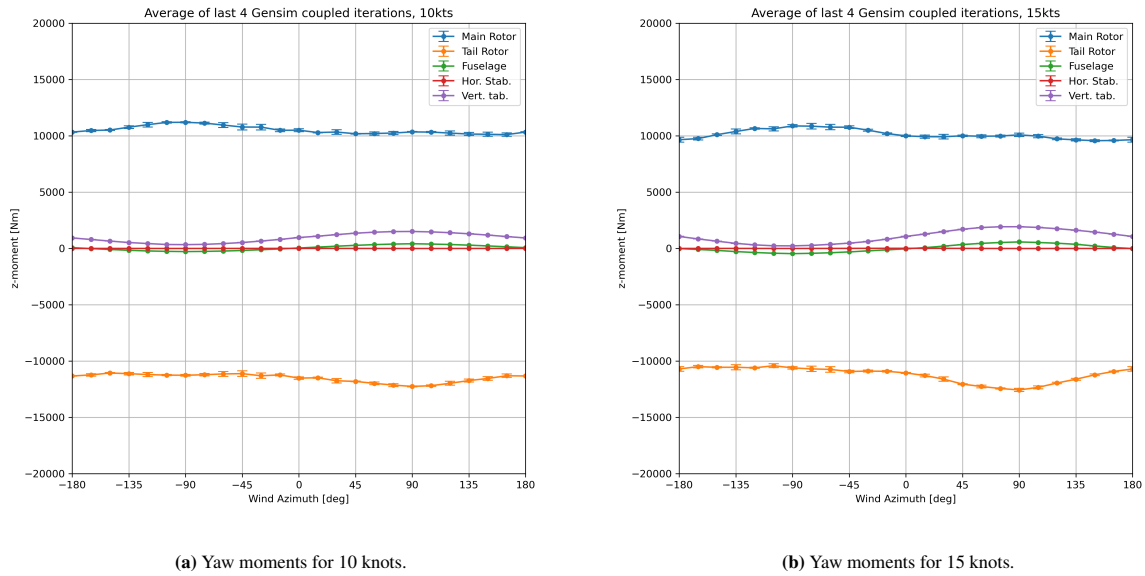 Average of last 4 Gensim coupled iterations, 10kts
20000
15000
10000
5000
0
−5000
−10000
−15000
−20000
z-moment [Nm]
Main Rotor
Tail Rotor
Fuselage
Hor. Stab.
Vert. tab.
−180 −135 −90 −45 0 45 90 135 180
Wind Azimuth [deg]
(a) Yaw moments for 10 knots.
Average of last 4 Gensim coupled iterations, 15kts
20000
15000
10000
5000
0
−5000
−10000
−15000
−20000
z-moment [Nm]
Main Rotor
Tail Rotor
Fuselage
Hor. Stab.
Vert. tab.
−180 −135 −90 −45 0 45 90 135 180
Wind Azimuth [deg]
(b) Yaw moments for 15 knots.